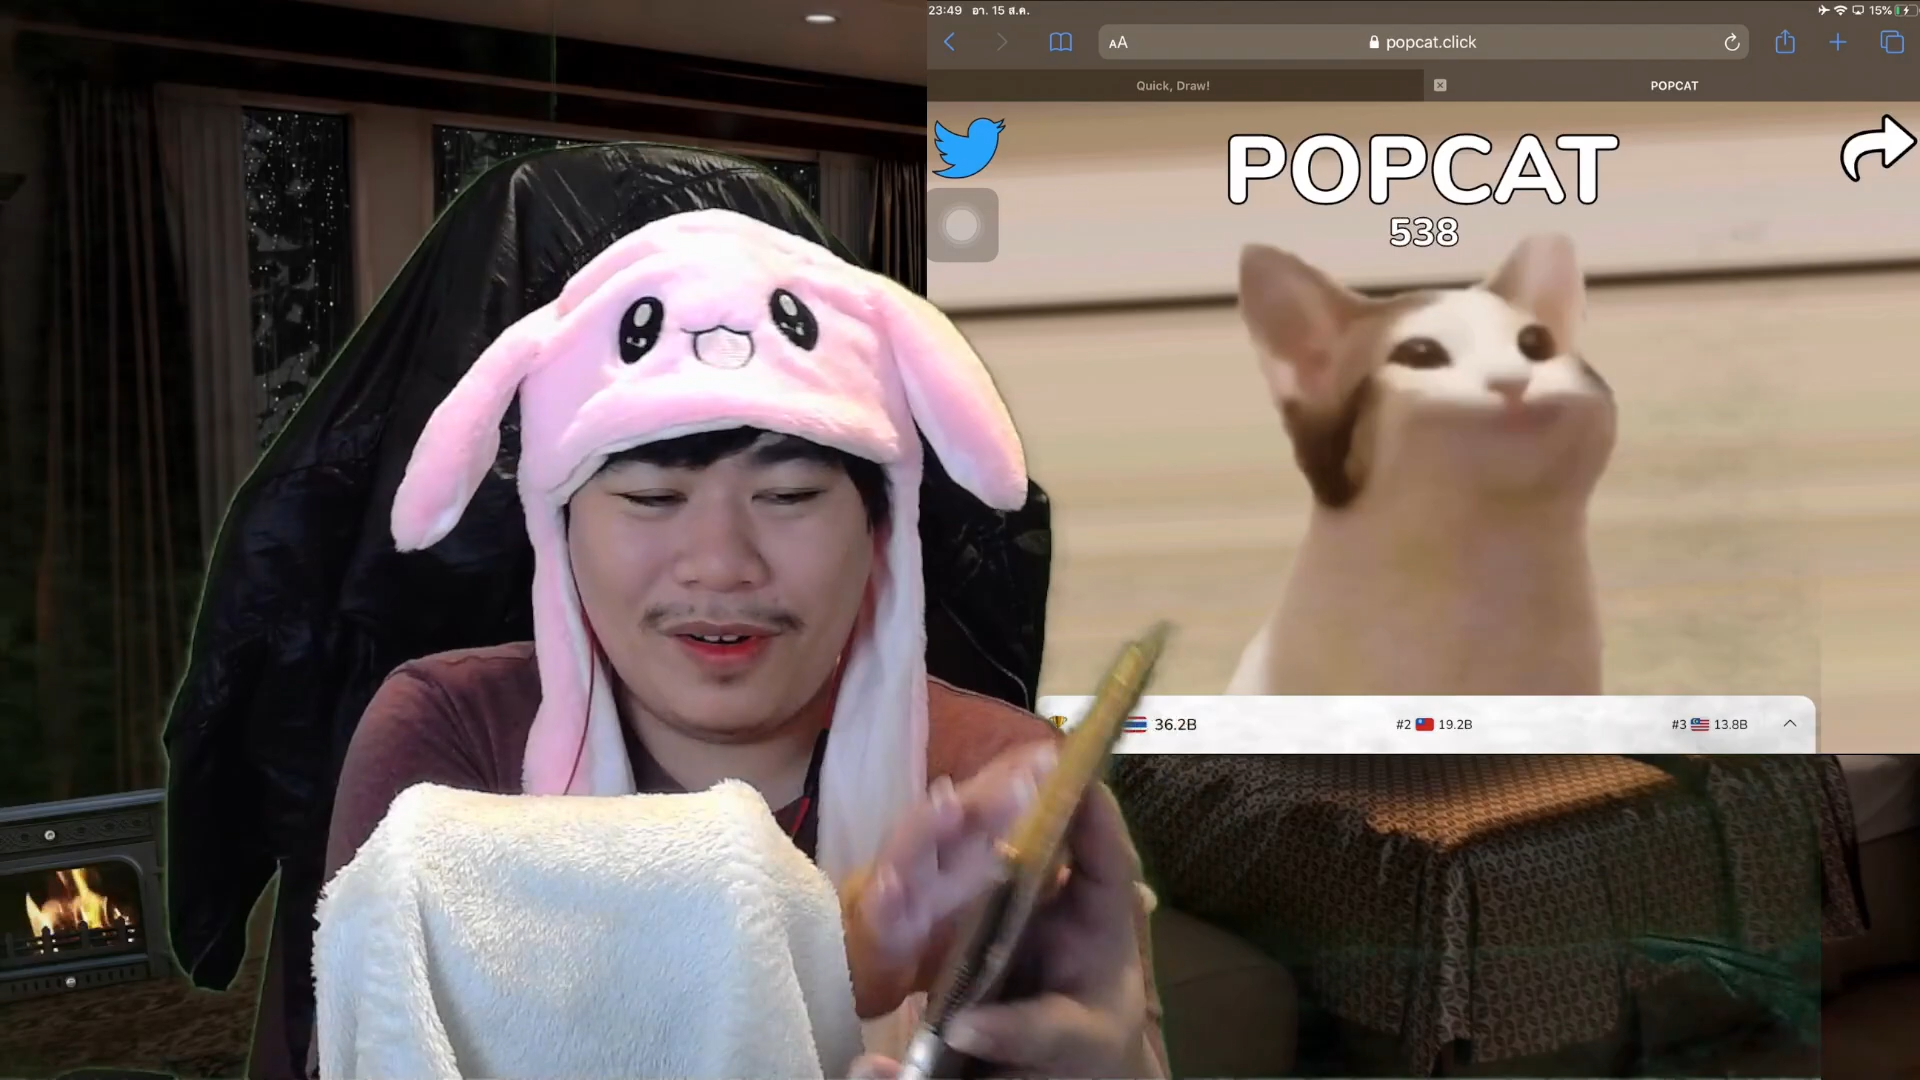 23:49 อา. 15 ส.ค. 15%
AA popcat.click
Quick, Draw! POPCAT
POPCAT
538
36.2B #2 19.2B #3 13.8B